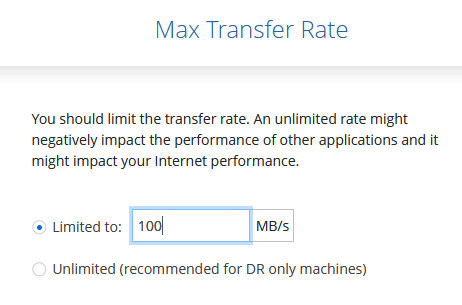 Max Transfer Rate
You should limit the transfer rate. An unlimited rate might
negatively impact the performance of other applications and it
might impact your Internet performance.
Limited to: 100 MB/s
Unlimited (recommended for DR only machines)